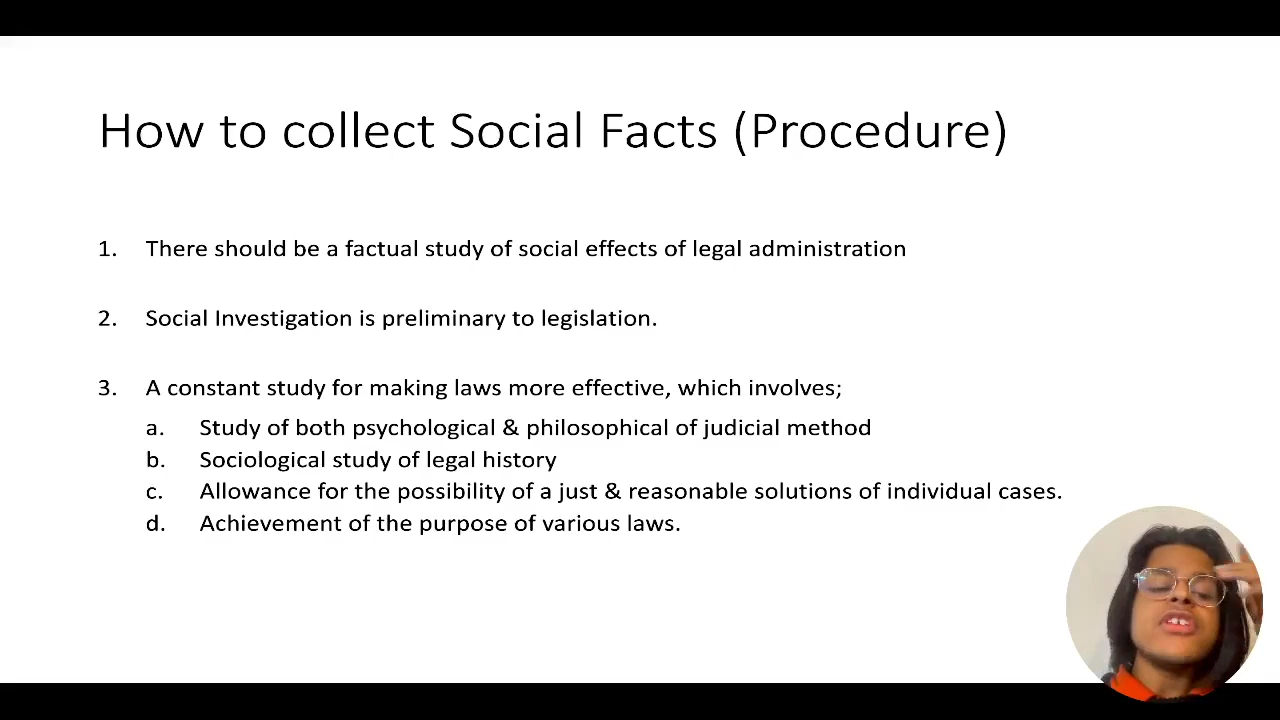 How to collect Social Facts (Procedure)
1. There should be a factual study of social effects of legal administration
2. Social Investigation is preliminary to legislation.
3. A constant study for making laws more effective, which involves;
a. Study of both psychological & philosophical of judicial method
b. Sociological study of legal history
c. Allowance for the possibility of a just & reasonable solutions of individual cases.
d. Achievement of the purpose of various laws.